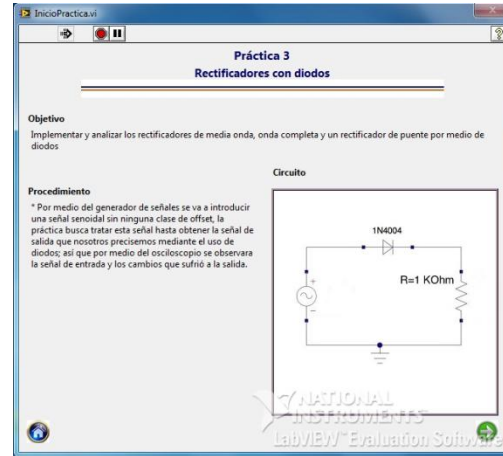 InicioPractica.vi
Práctica 3
Rectificadores con diodos
Objetivo
Implementar y analizar los rectificadores de media onda, onda completa y un rectificador de puente por medio de
diodos
Circuito
Procedimiento
* Por medio del generador de señales se va a introducir
una señal senoidal sin ninguna clase de offset, la
práctica busca tratar esta señal hasta obtener la señal de
salida que nosotros precisemos mediante el uso de
diodos; así que por medio del osciloscopio se observara
la señal de entrada y los cambios que sufrió a la salida.
1N4004
R=1 KOhm
+
−
NATIONAL
INSTRUMENTS
LabVIEW™ Evaluation Software